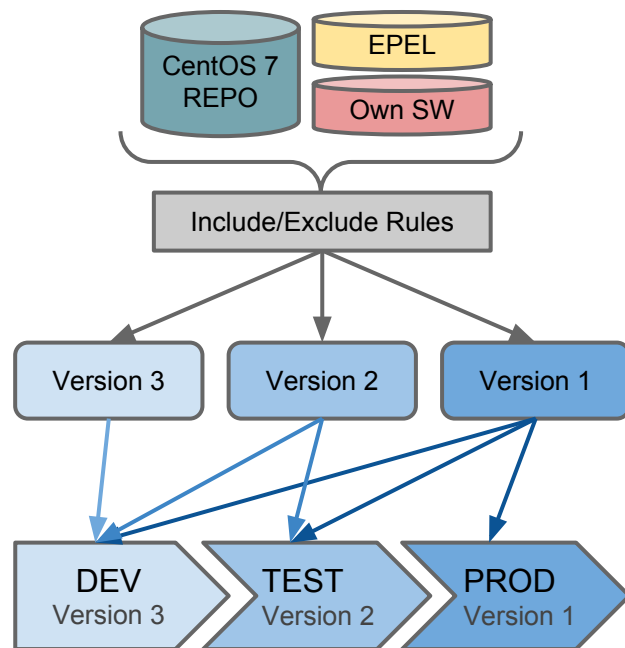 CentOS 7
REPO
EPEL
Own SW
Include/Exclude Rules
Version 3
Version 2
Version 1
DEV
Version 3
TEST
Version 2
PROD
Version 1